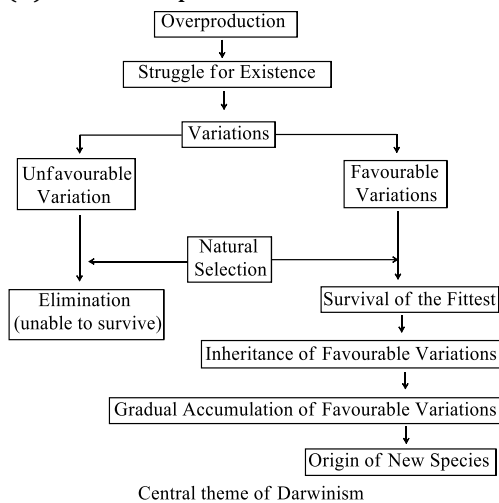 Overproduction
Struggle for Existence
Variations
Unfavourable
Variation
Favourable
Variations
Natural
Selection
Elimination
(unable to survive)
Survival of the Fittest
Inheritance of Favourable Variations
Gradual Accumulation of Favourable Variations
Origin of New Species
Central theme of Darwinism